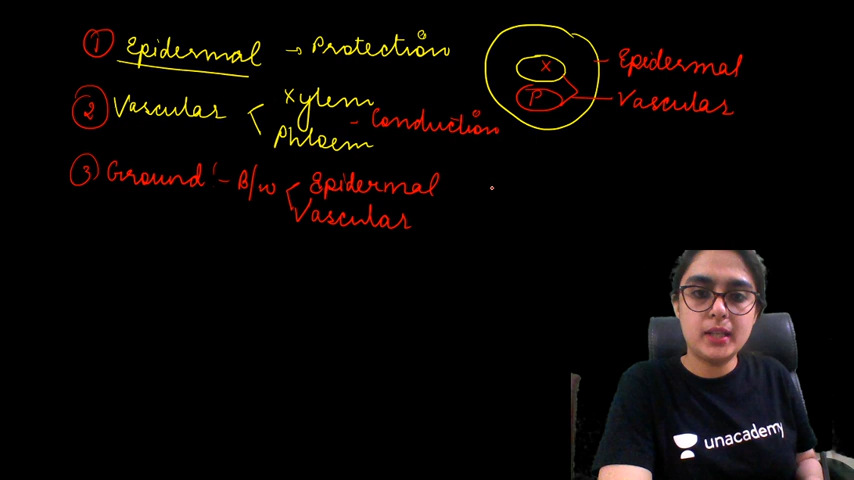 ① Epidermal → Protection
② Vascular < Xylem
Phloem - Conduction
③ Ground :- B/w < Epidermal
Vascular
X
P
Epidermal
Vascular
unacademy